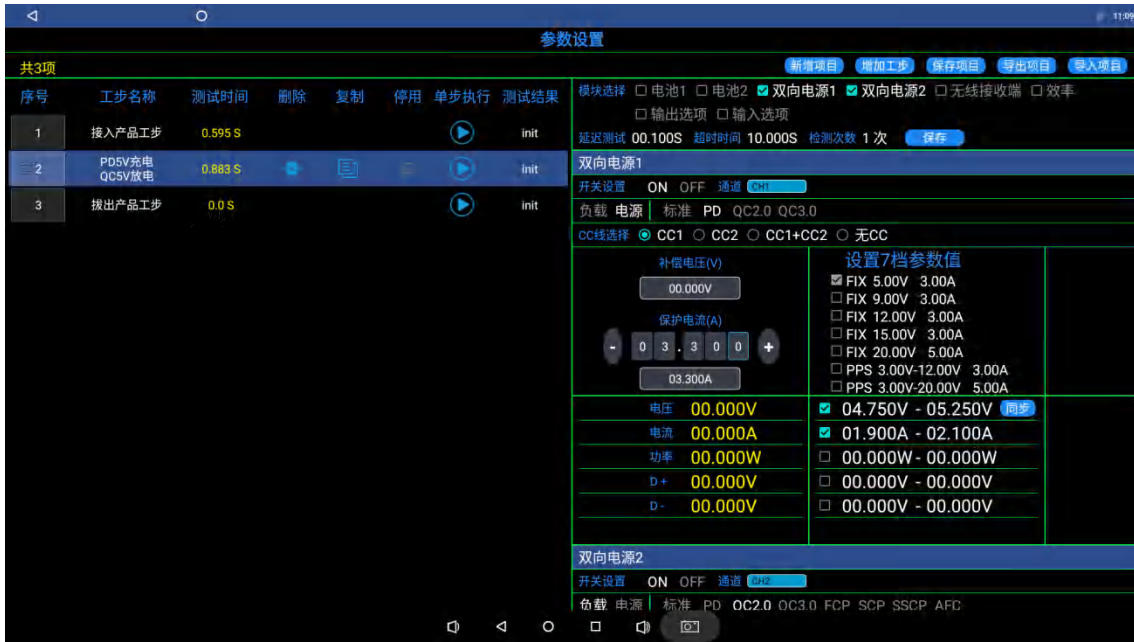 11:09
参数设置
共3项
新增项目 增加工步 保存项目 导出项目 导入项目
序号 工步名称 测试时间 删除 复制 停用 单步执行 测试结果
1 接入产品工步 0.595 S init
2 PD5V充电 QC5V放电 0.883 S init
3 拨出产品工步 0.0 S init
模块选择 电池1 电池2 双向电源1 双向电源2 无线接收端 效率
输出选项 输入选项
延迟测试 00.100S 超时时间 10.000S 检测次数 1 次 保存
双向电源1
开关设置 ON OFF 通道 CH1
负载 电源 标准 PD QC2.0 QC3.0
CC线选择 CC1 CC2 CC1+CC2 无CC
补偿电压(V)
00.000V
保护电流(A)
- 0 3 . 3 0 0 +
03.300A
设置7档参数值
FIX 5.00V 3.00A
FIX 9.00V 3.00A
FIX 12.00V 3.00A
FIX 15.00V 3.00A
FIX 20.00V 5.00A
PPS 3.00V-12.00V 3.00A
PPS 3.00V-20.00V 5.00A
电压 00.000V 04.750V - 05.250V 同步
电流 00.000A 01.900A - 02.100A
功率 00.000W 00.000W - 00.000W
D+ 00.000V 00.000V - 00.000V
D- 00.000V 00.000V - 00.000V
双向电源2
开关设置 ON OFF 通道 CH2
负载 电源 标准 PD QC2.0 QC3.0 FCP SCP SSCP AFC